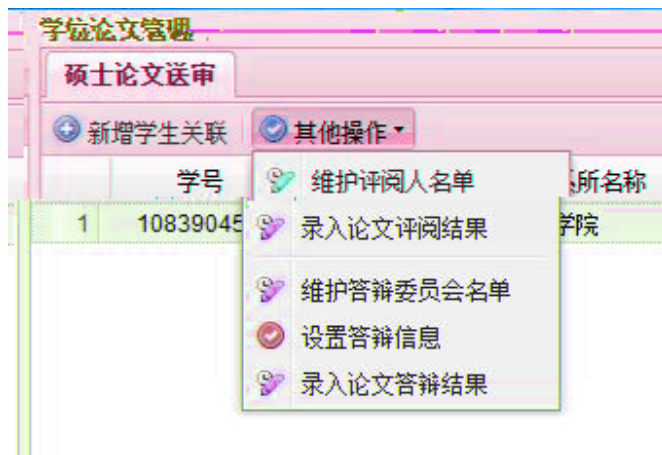 学位论文管理
硕士论文送审
新增学生关联 其他操作
学号 所名称
维护评阅人名单
1 10839045 学院
录入论文评阅结果
维护答辩委员会名单
设置答辩信息
录入论文答辩结果